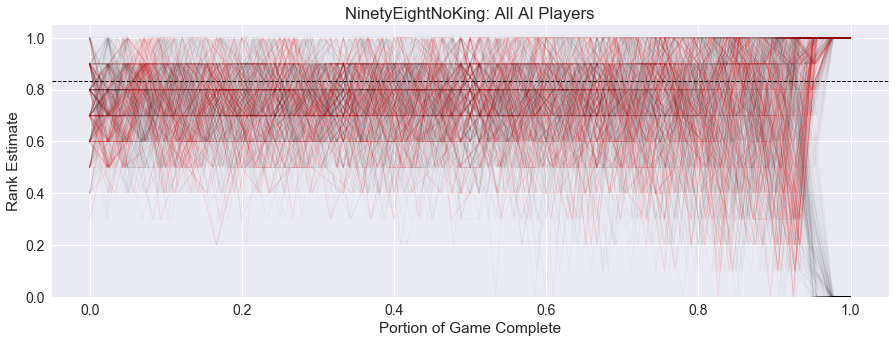 NinetyEightNoKing: All AI Players
1.0
0.8
0.6
0.4
0.2
0.0
Rank Estimate
0.0 0.2 0.4 0.6 0.8 1.0
Portion of Game Complete